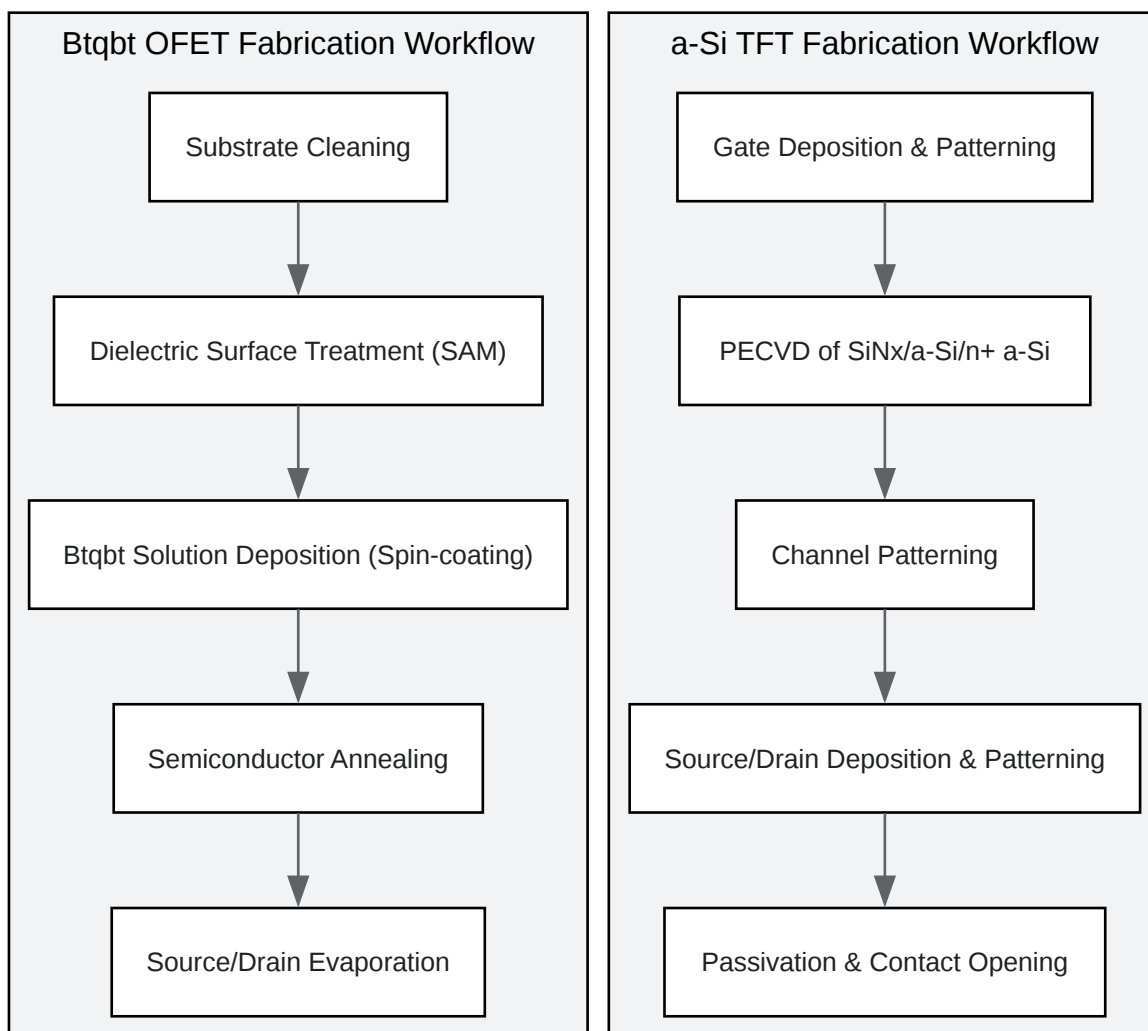 Btqbt OFET Fabrication Workflow
Substrate Cleaning
Dielectric Surface Treatment (SAM)
Btqbt Solution Deposition (Spin-coating)
Semiconductor Annealing
Source/Drain Evaporation
a-Si TFT Fabrication Workflow
Gate Deposition & Patterning
PECVD of SiNx/a-Si/n+ a-Si
Channel Patterning
Source/Drain Deposition & Patterning
Passivation & Contact Opening